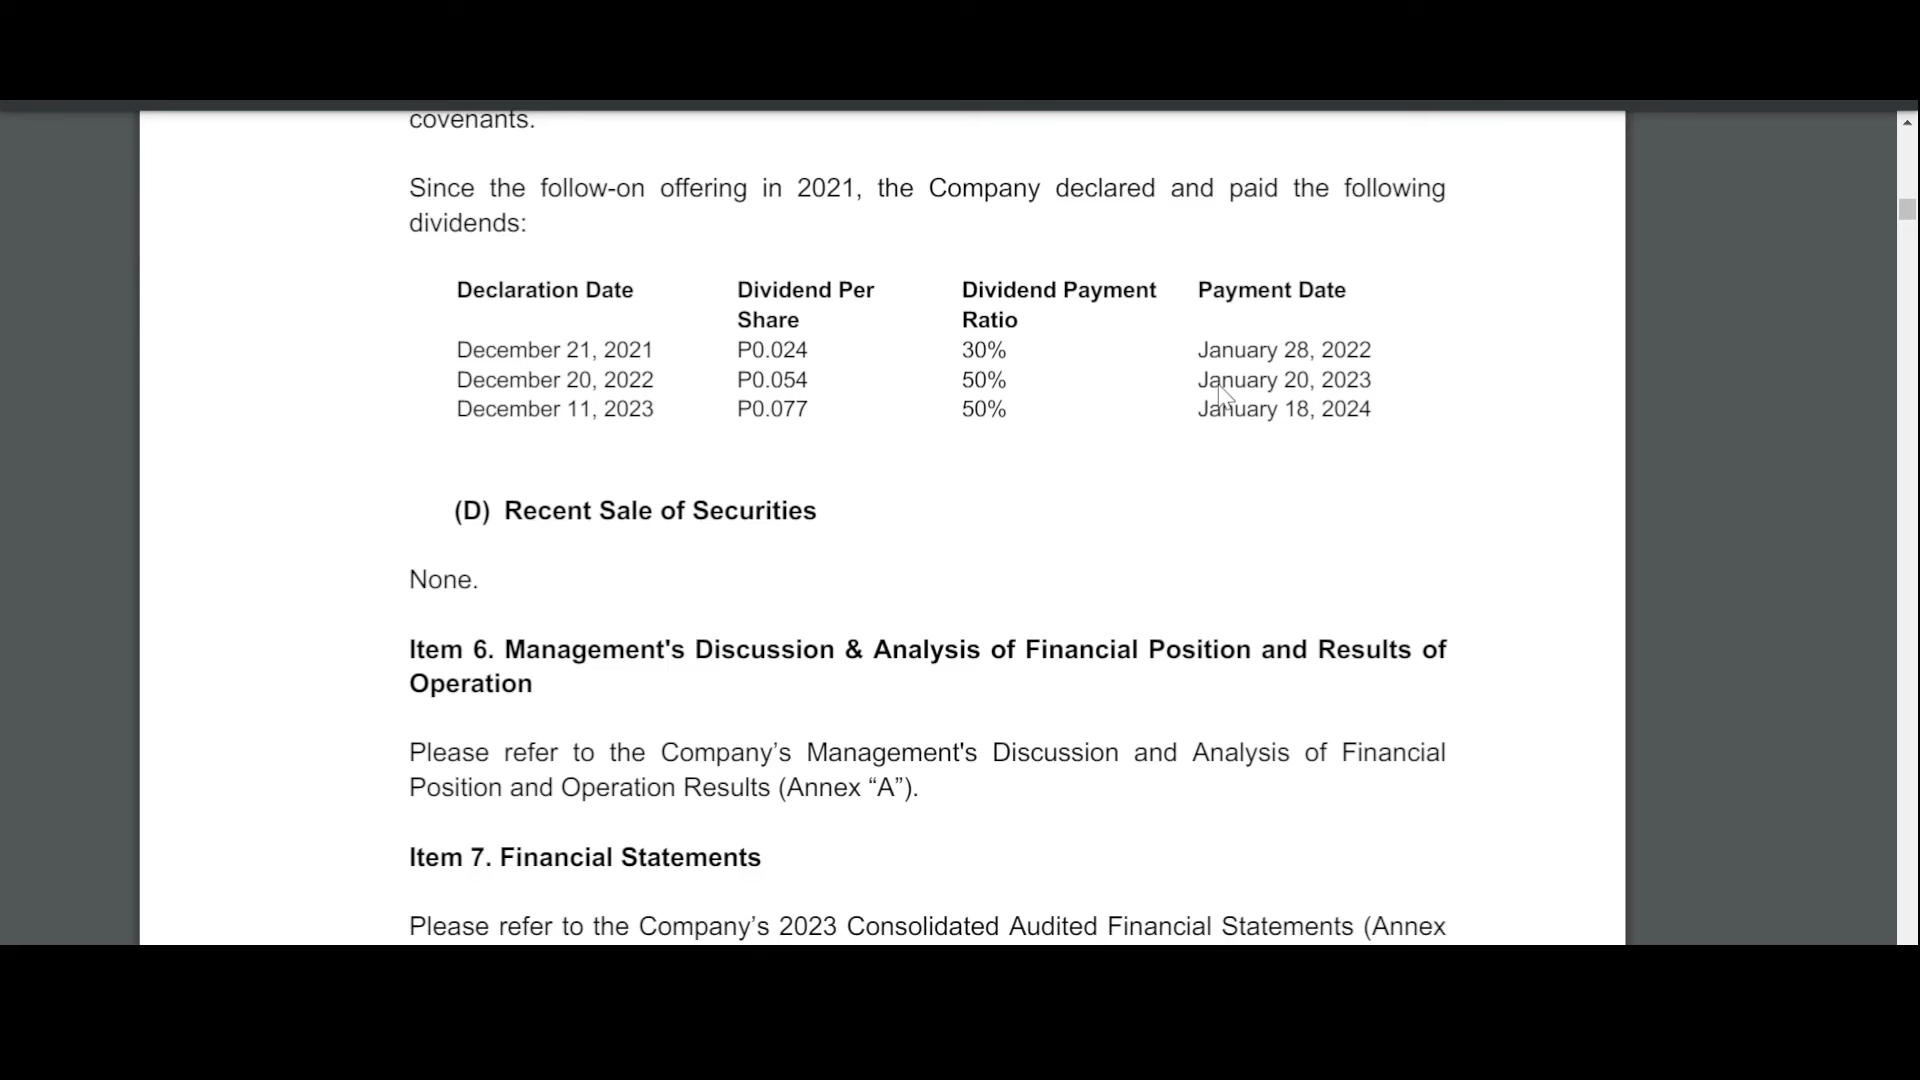 covenants.
Since the follow-on offering in 2021, the Company declared and paid the following
dividends:
Declaration Date Dividend Per Share Dividend Payment Ratio Payment Date
December 21, 2021 P0.024 30% January 28, 2022
December 20, 2022 P0.054 50% January 20, 2023
December 11, 2023 P0.077 50% January 18, 2024
(D) Recent Sale of Securities
None.
Item 6. Management's Discussion & Analysis of Financial Position and Results of
Operation
Please refer to the Company’s Management's Discussion and Analysis of Financial
Position and Operation Results (Annex “A”).
Item 7. Financial Statements
Please refer to the Company’s 2023 Consolidated Audited Financial Statements (Annex